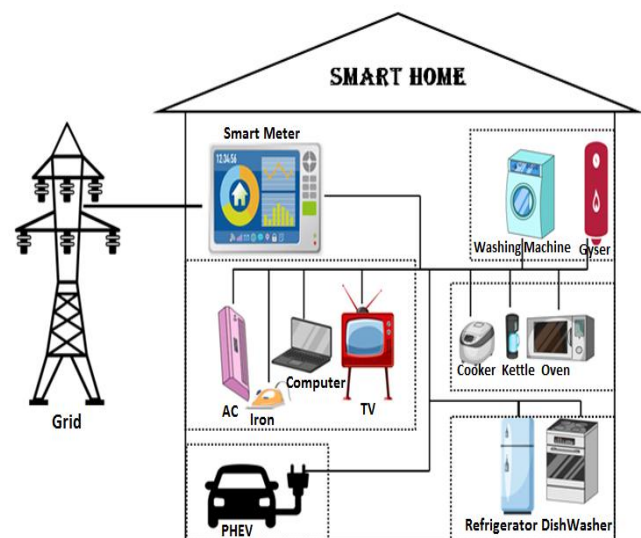 SMART HOME
Smart Meter
12:34:56
Washing Machine
Gyser
Grid
AC
Iron
Computer
TV
Cooker
Kettle
Oven
PHEV
Refrigerator
DishWasher